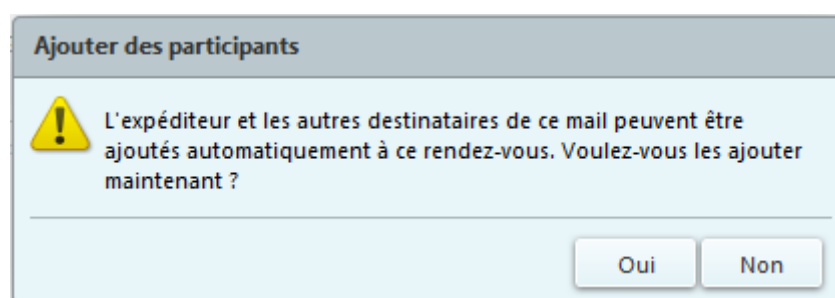 Ajouter des participants
L'expéditeur et les autres destinataires de ce mail peuvent être
ajoutés automatiquement à ce rendez-vous. Voulez-vous les ajouter
maintenant ?
Oui
Non